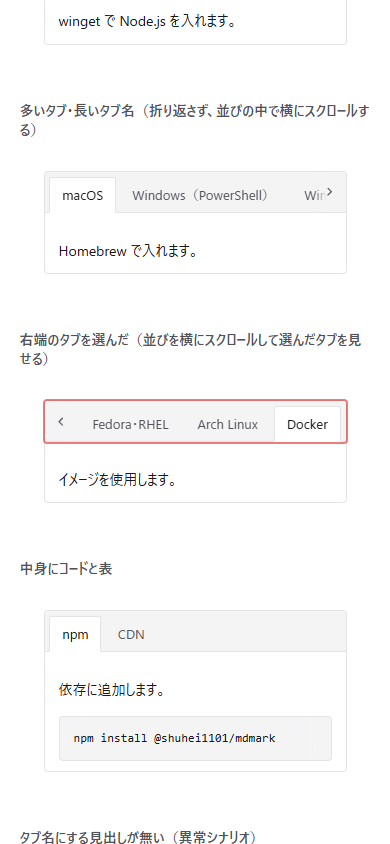 winget で Node.js を入れます。
多いタブ・長いタブ名（折り返さず、並びの中で横にスクロールす
る）
macOS Windows（PowerShell） Win
Homebrew で入れます。
右端のタブを選んだ（並びを横にスクロールして選んだタブを見
せる）
Fedora・RHEL Arch Linux Docker
イメージを使用します。
中身にコードと表
npm CDN
依存に追加します。
npm install @shuhei1101/mdmark
タブ名にする見出しが無い（異常シナリオ）